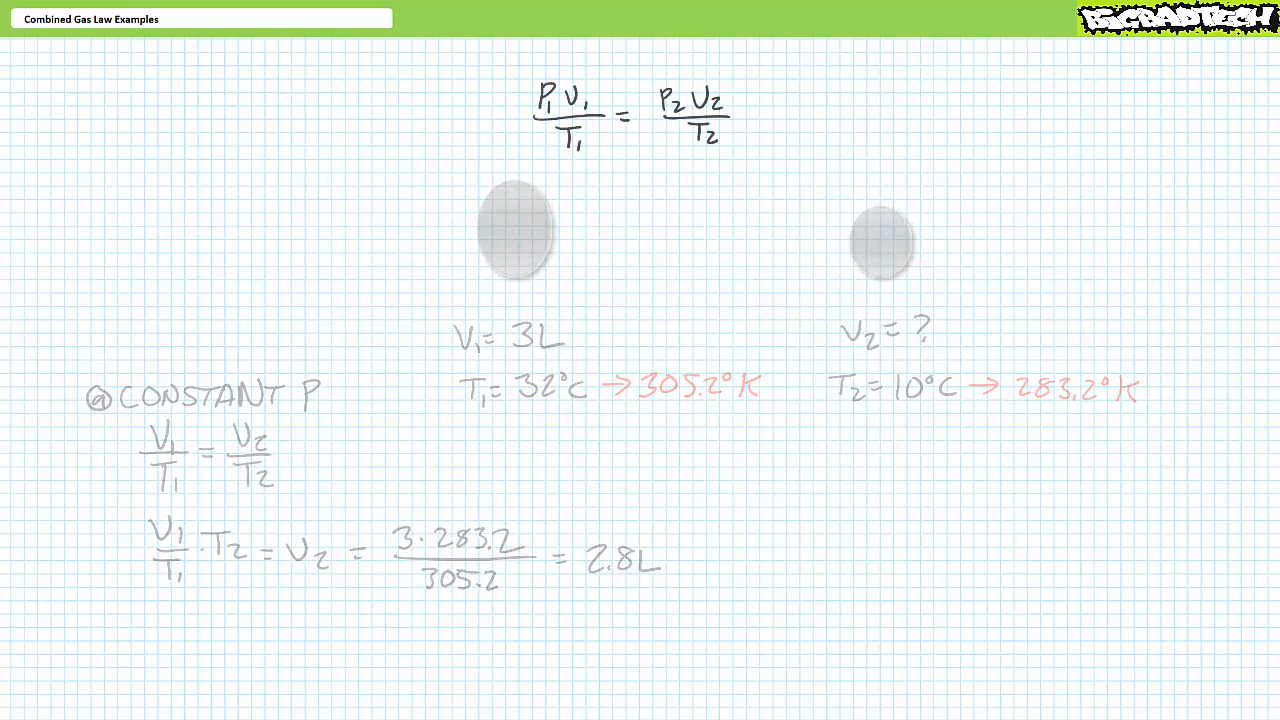 Combined Gas Law Examples
BIGBADTECH
P₁V₁/T₁ = P₂V₂/T₂
V₁ = 3L
V₂ = ?
T₁ = 32°C → 305.2°K
T₂ = 10°C → 283.2°K
@ CONSTANT P
V₁/T₁ = V₂/T₂
V₁/T₁ · T₂ = V₂ = 3 · 283.2/305.2 = 2.8L